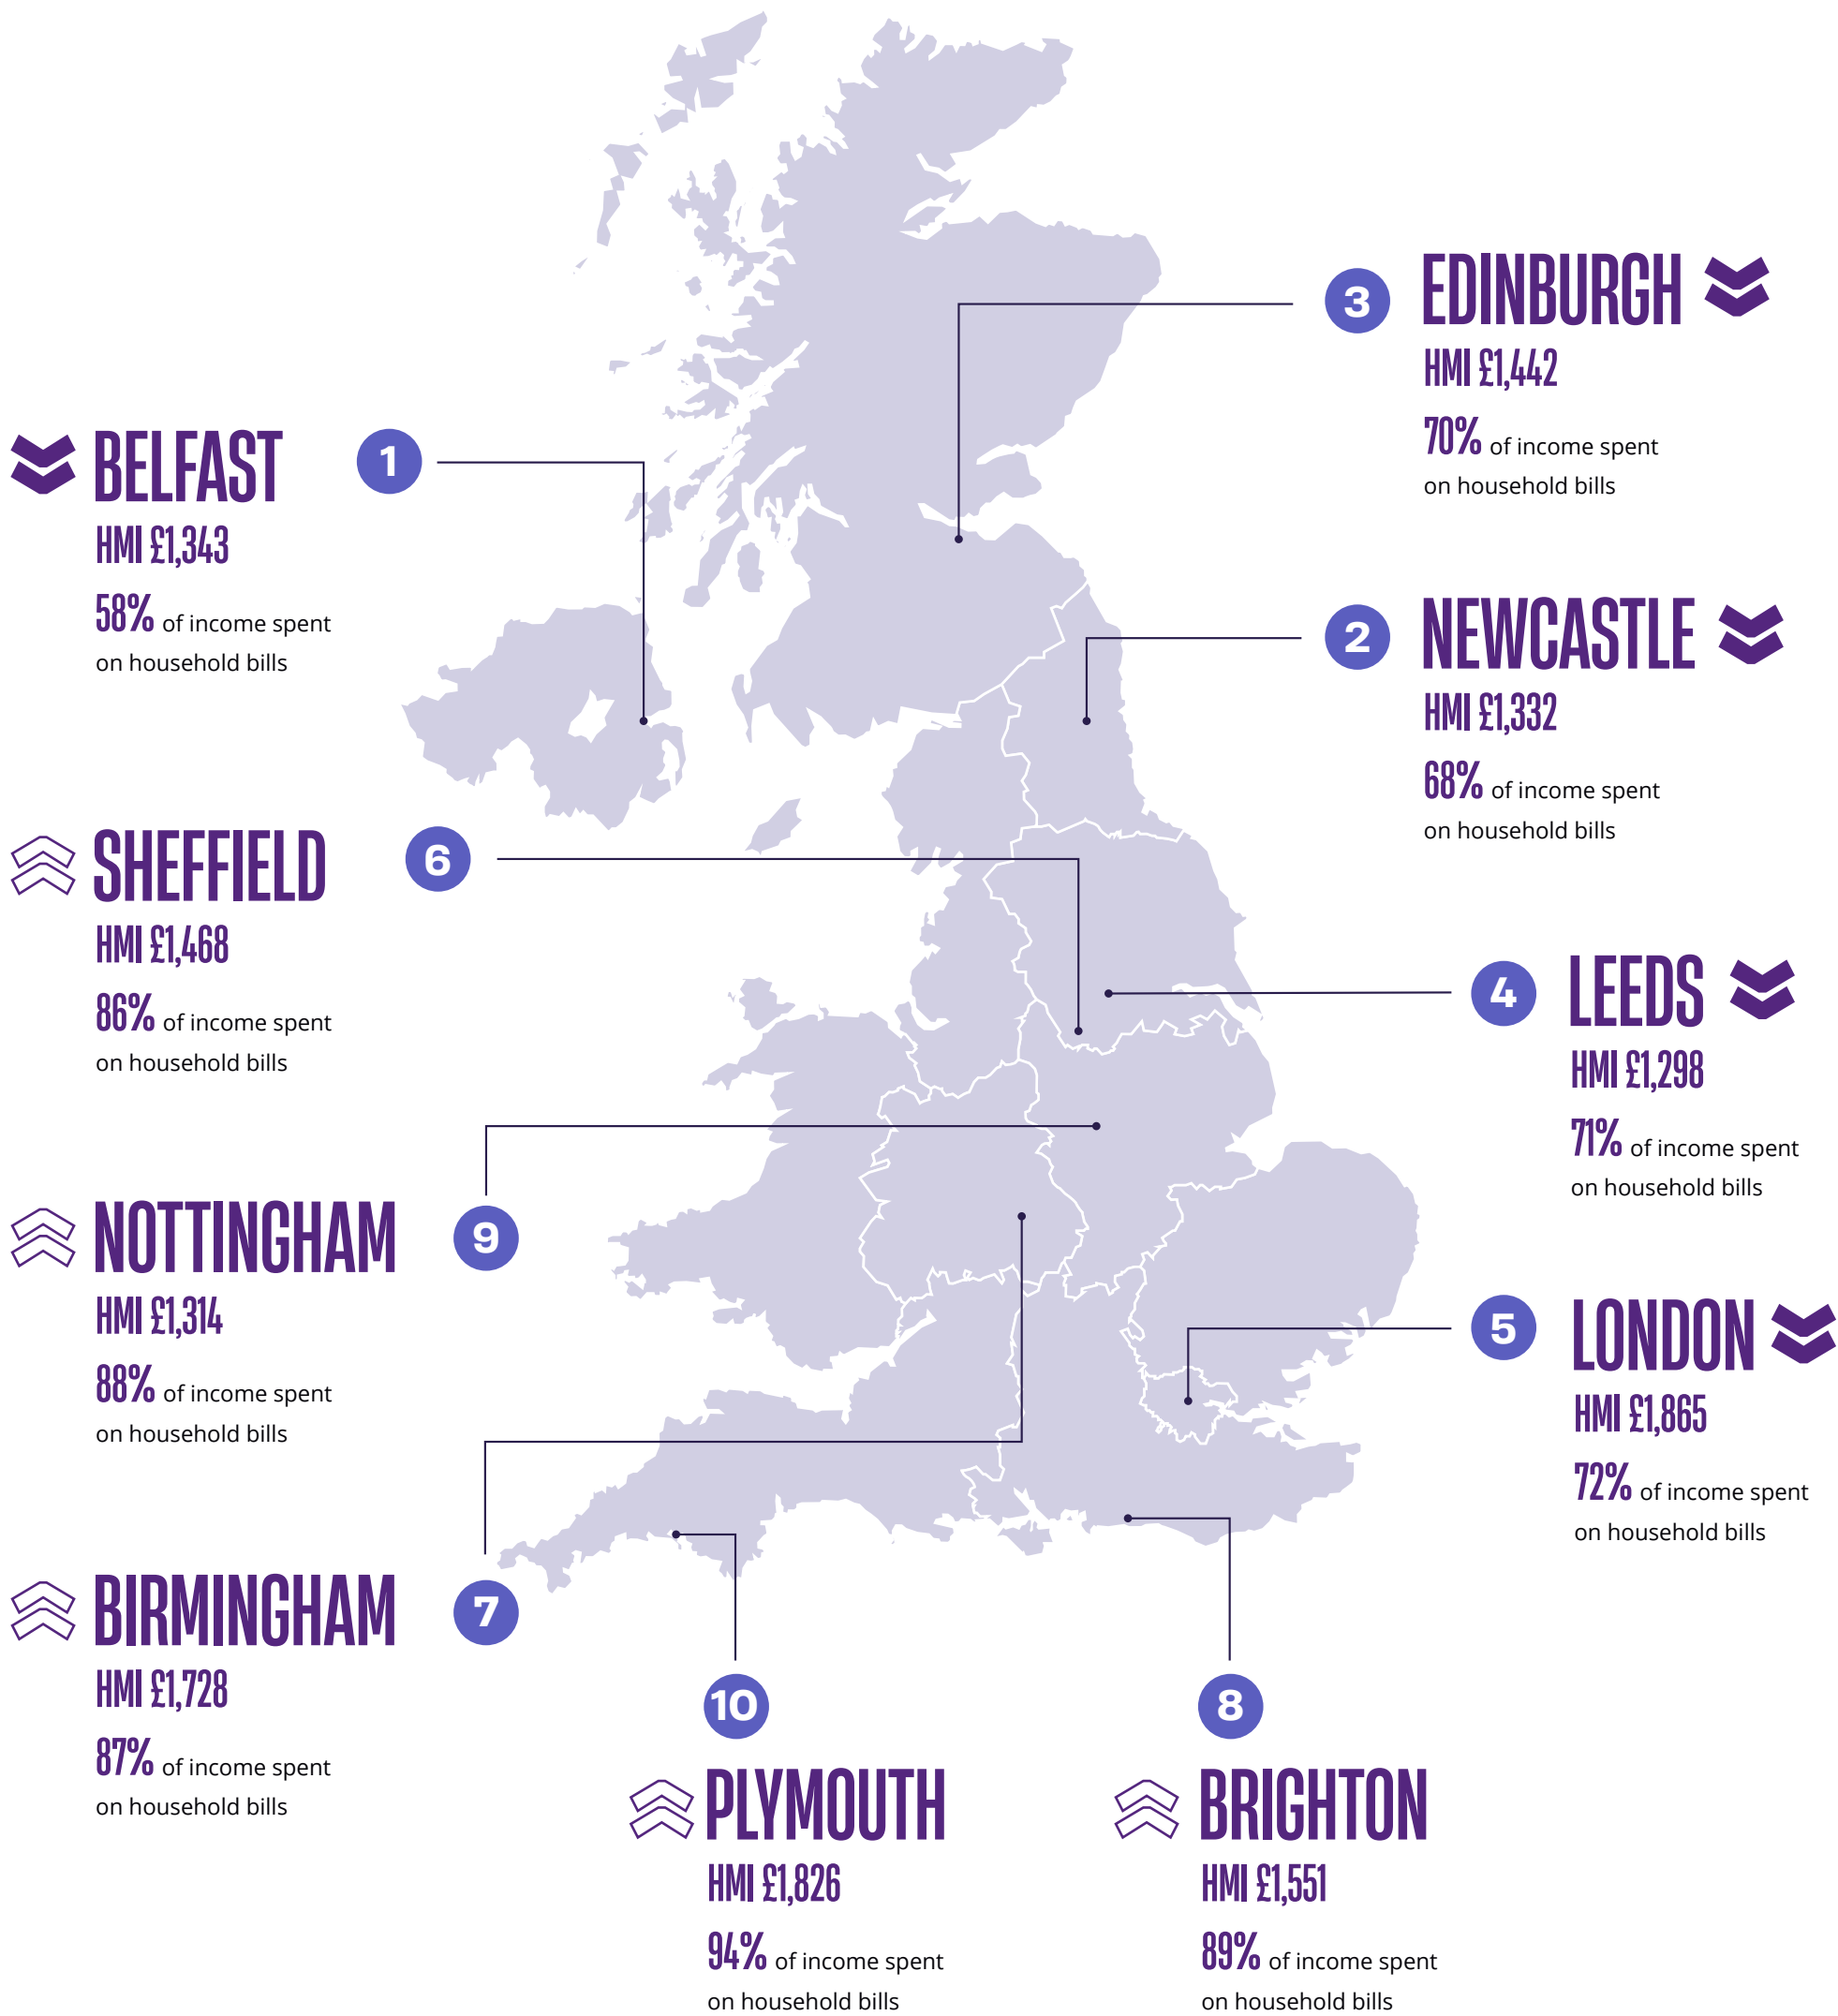 3
EDINBURGH
HMI £1,442
70% of income spent
on household bills
1
BELFAST
HMI £1,343
58% of income spent
on household bills
2
NEWCASTLE
HMI £1,332
68% of income spent
on household bills
6
SHEFFIELD
HMI £1,468
86% of income spent
on household bills
4
LEEDS
HMI £1,298
71% of income spent
on household bills
9
NOTTINGHAM
HMI £1,314
88% of income spent
on household bills
5
LONDON
HMI £1,865
72% of income spent
on household bills
7
BIRMINGHAM
HMI £1,728
87% of income spent
on household bills
10
PLYMOUTH
HMI £1,826
94% of income spent
on household bills
8
BRIGHTON
HMI £1,551
89% of income spent
on household bills